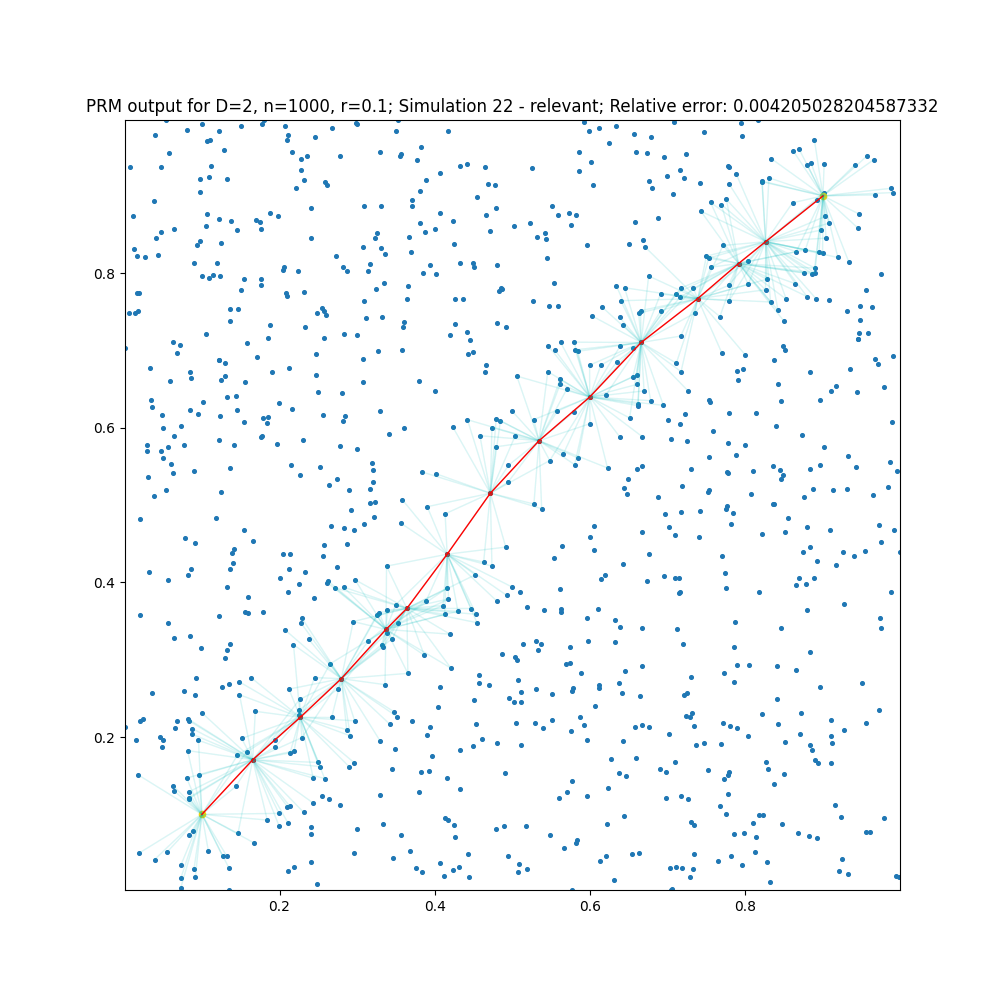 PRM output for D=2, n=1000, r=0.1; Simulation 22 - relevant; Relative error: 0.004205028204587332
0.8
0.6
0.4
0.2
0.2 0.4 0.6 0.8